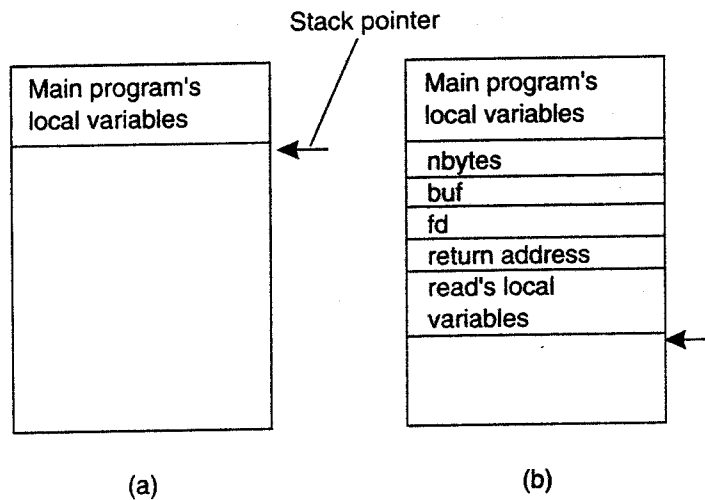 Stack pointer
Main program's
local variables
Main program's
local variables
nbytes
buf
fd
return address
read's local
variables
(a)
(b)